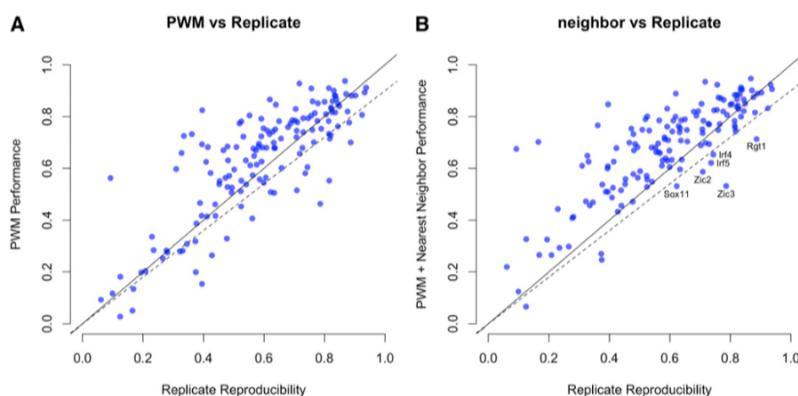 A
PWM vs Replicate
PWM Performance
1.0
0.8
0.6
0.4
0.2
0.0
0.0 0.2 0.4 0.6 0.8 1.0
Replicate Reproducibility
B
neighbor vs Replicate
PWM + Nearest Neighbor Performance
1.0
0.8
0.6
0.4
0.2
0.0
Rgt1
Irf4
Irf5
Zic2
Sox11
Zic3
0.0 0.2 0.4 0.6 0.8 1.0
Replicate Reproducibility